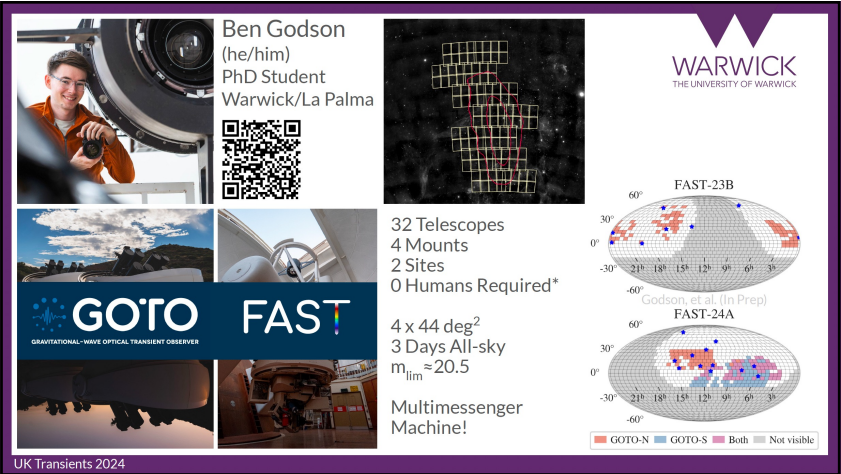 Ben Godson
(he/him)
PhD Student
Warwick/La Palma
WARWICK
THE UNIVERSITY OF WARWICK
GOTO
GRAVITATIONAL-WAVE OPTICAL TRANSIENT OBSERVER
FAST
32 Telescopes
4 Mounts
2 Sites
0 Humans Required*
4 x 44 deg²
3 Days All-sky
mlim≈20.5
Multimessenger
Machine!
FAST-23B
60°
30°
0°
-30°
-60°
21h 18h 15h 12h 9h 6h 3h
Godson, et al. (In Prep)
FAST-24A
60°
30°
0°
-30°
-60°
21h 18h 15h 12h 9h 6h 3h
GOTO-N GOTO-S Both Not visible
UK Transients 2024